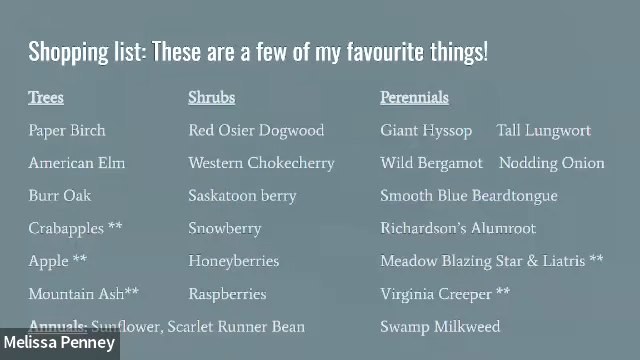 Shopping list: These are a few of my favourite things!
Trees Shrubs Perennials
Paper Birch Red Osier Dogwood Giant Hyssop Tall Lungwort
American Elm Western Chokecherry Wild Bergamot Nodding Onion
Burr Oak Saskatoon berry Smooth Blue Beardtongue
Crabapples ** Snowberry Richardson's Alumroot
Apple ** Honeyberries Meadow Blazing Star & Liatris **
Mountain Ash** Raspberries Virginia Creeper **
Annuals: Sunflower, Scarlet Runner Bean Swamp Milkweed
Melissa Penney